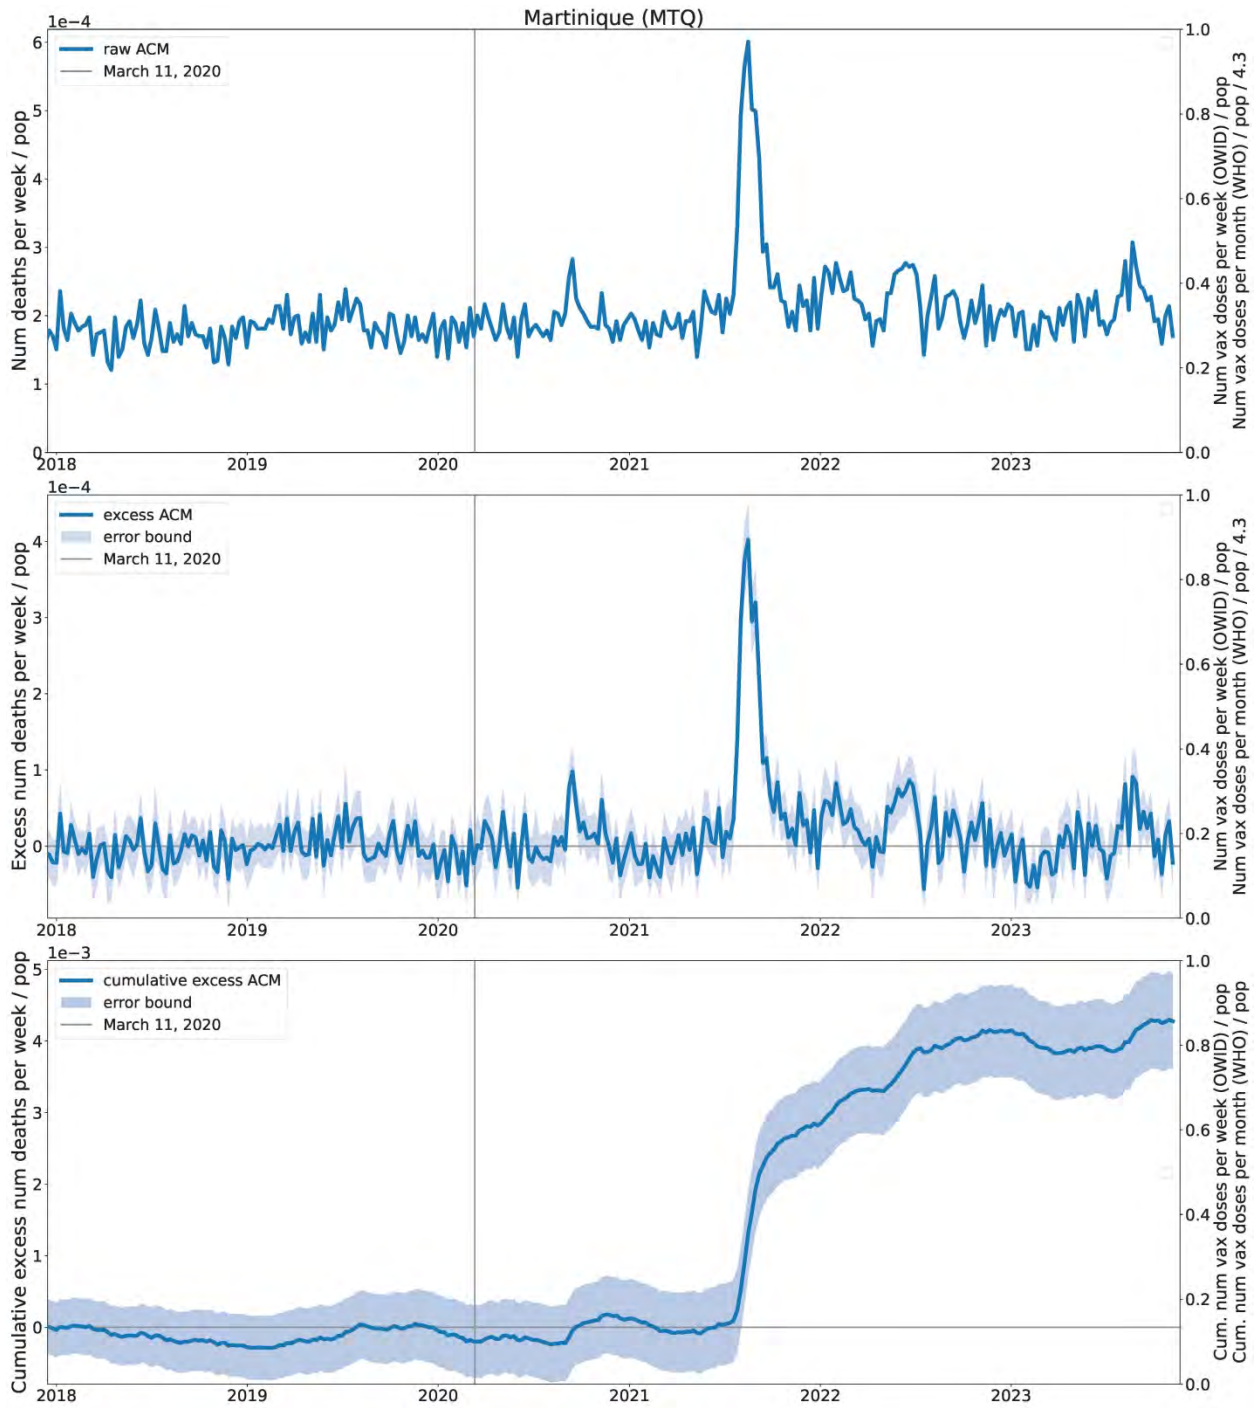 Martinique (MTQ)
1e−4
raw ACM
March 11, 2020
Num deaths per week / pop
6
5
4
3
2
1
0
1.0
0.8
0.6
0.4
0.2
0.0
Num vax doses per week (OWID) / pop
Num vax doses per month (WHO) / pop / 4.3
2018 2019 2020 2021 2022 2023
1e−4
excess ACM
error bound
March 11, 2020
Excess num deaths per week / pop
4
3
2
1
0
1.0
0.8
0.6
0.4
0.2
0.0
Num vax doses per week (OWID) / pop
Num vax doses per month (WHO) / pop / 4.3
2018 2019 2020 2021 2022 2023
1e−3
cumulative excess ACM
error bound
March 11, 2020
Cumulative excess num deaths per week / pop
5
4
3
2
1
0
1.0
0.8
0.6
0.4
0.2
0.0
Cum. num vax doses per week (OWID) / pop
Cum. num vax doses per month (WHO) / pop
2018 2019 2020 2021 2022 2023